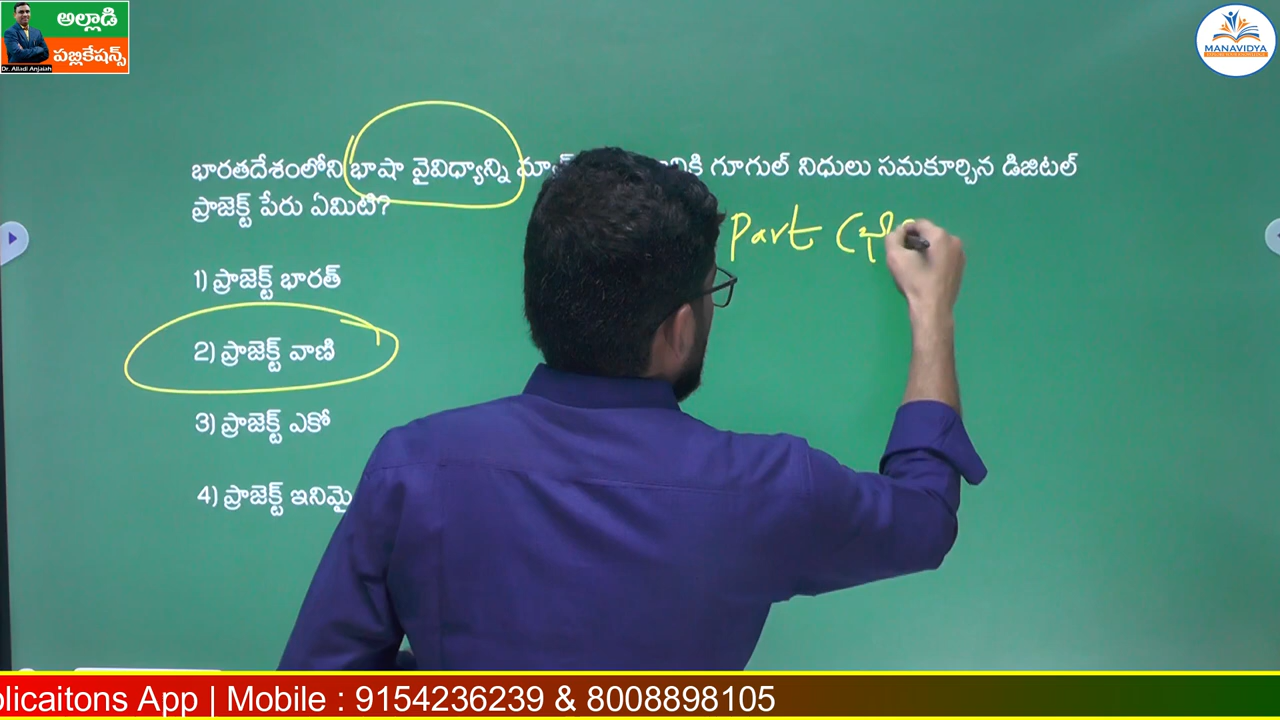 అల్లాడి
పబ్లికేషన్స్
Dr. Alladi Anjaiah
MANAVIDYA
భారతదేశంలోని భాషా వైవిధ్యాన్ని గూగుల్ నిధులు సమకూర్చిన డిజిటల్
ప్రాజెక్ట్ పేరు ఏమిటి?
Part
1) ప్రాజెక్ట్ భారత్
2) ప్రాజెక్ట్ వాణి
3) ప్రాజెక్ట్ ఎకో
4) ప్రాజెక్ట్ ఇనిమై
plicaitons App | Mobile : 9154236239 & 8008898105